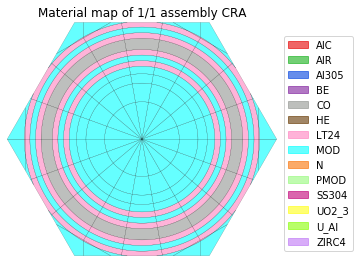 Material map of 1/1 assembly CRA
AIC
AIR
Al305
BE
CO
HE
LT24
MOD
N
PMOD
SS304
UO2_3
U_Al
ZIRC4